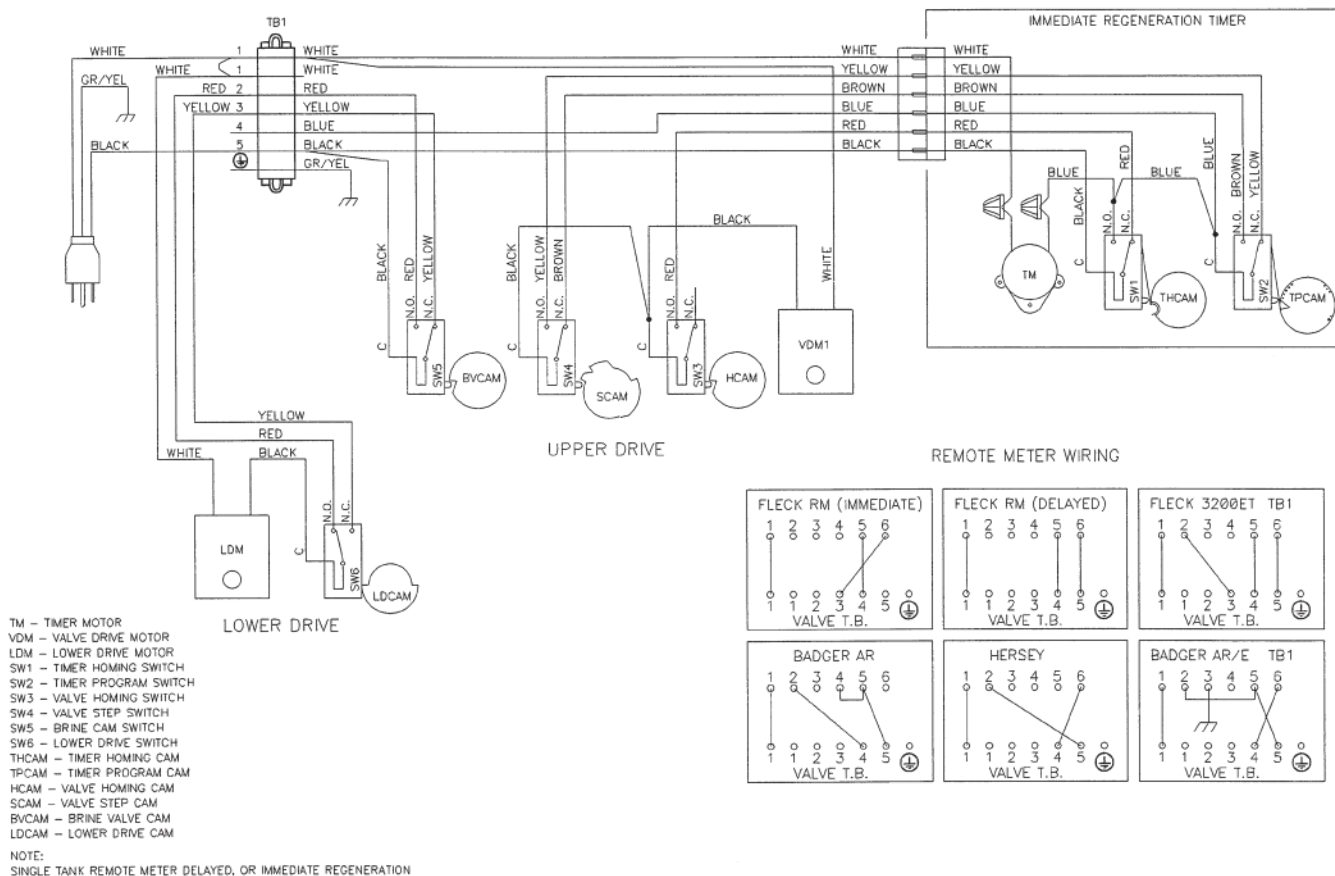 TB1
IMMEDIATE REGENERATION TIMER
WHITE 1 WHITE WHITE WHITE
WHITE 1 WHITE YELLOW YELLOW
GR/YEL RED 2 RED BROWN BROWN
YELLOW 3 YELLOW BLUE BLUE
4 BLUE RED RED
BLACK 5 BLACK BLACK BLACK
GR/YEL
BLUE RED BLUE BLUE BROWN YELLOW
BLACK N.O. N.C. N.O. N.C.
TM C SW1 THCAM C SW2 TPCAM
BLACK RED YELLOW
N.O. N.C.
C SW5 BVCAM
BLACK YELLOW BROWN
N.O. N.C.
C SW4 SCAM
BLACK
RED
N.O. N.C.
C SW3 HCAM
WHITE
VDM1
UPPER DRIVE
YELLOW
RED
WHITE BLACK
N.O. N.C.
LDM C SW6 LDCAM
LOWER DRIVE
REMOTE METER WIRING
FLECK RM (IMMEDIATE)
1 2 3 4 5 6
1 1 2 3 4 5
VALVE T.B.
FLECK RM (DELAYED)
1 2 3 4 5 6
1 1 2 3 4 5
VALVE T.B.
FLECK 3200ET TB1
1 2 3 4 5 6
1 1 2 3 4 5
VALVE T.B.
BADGER AR
1 2 3 4 5 6
1 1 2 3 4 5
VALVE T.B.
HERSEY
1 2 3 4 5 6
1 1 2 3 4 5
VALVE T.B.
BADGER AR/E TB1
1 2 3 4 5 6
1 1 2 3 4 5
VALVE T.B.
TM – TIMER MOTOR
VDM – VALVE DRIVE MOTOR
LDM – LOWER DRIVE MOTOR
SW1 – TIMER HOMING SWITCH
SW2 – TIMER PROGRAM SWITCH
SW3 – VALVE HOMING SWITCH
SW4 – VALVE STEP SWITCH
SW5 – BRINE CAM SWITCH
SW6 – LOWER DRIVE SWITCH
THCAM – TIMER HOMING CAM
TPCAM – TIMER PROGRAM CAM
HCAM – VALVE HOMING CAM
SCAM – VALVE STEP CAM
BVCAM – BRINE VALVE CAM
LDCAM – LOWER DRIVE CAM
NOTE:
SINGLE TANK REMOTE METER DELAYED, OR IMMEDIATE REGENERATION